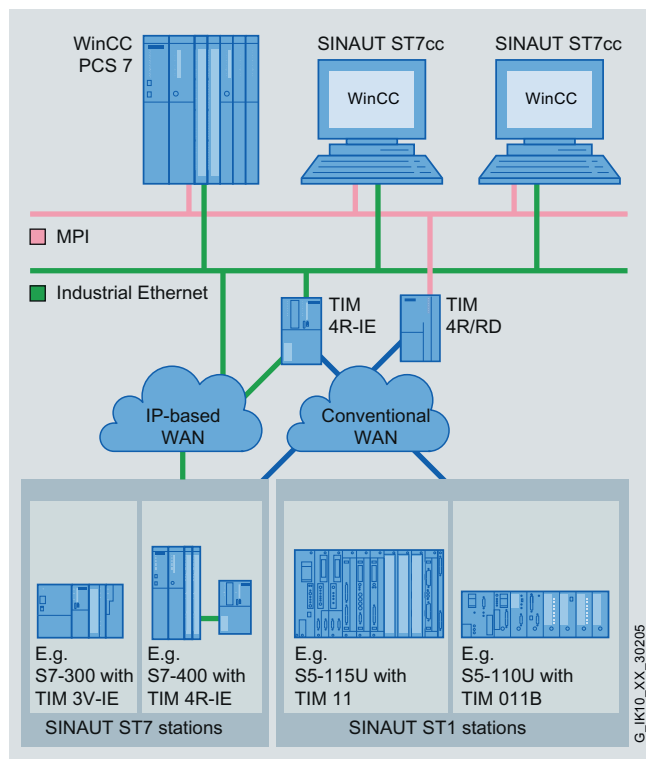 WinCC
PCS 7
SINAUT ST7cc
SINAUT ST7cc
WinCC
WinCC
MPI
Industrial Ethernet
TIM
4R-IE
TIM
4R/RD
IP-based
WAN
Conventional
WAN
E.g.
S7-300 with
TIM 3V-IE
E.g.
S7-400 with
TIM 4R-IE
E.g.
S5-115U with
TIM 11
E.g.
S5-110U with
TIM 011B
SINAUT ST7 stations
SINAUT ST1 stations
G_IK10_XX_30205